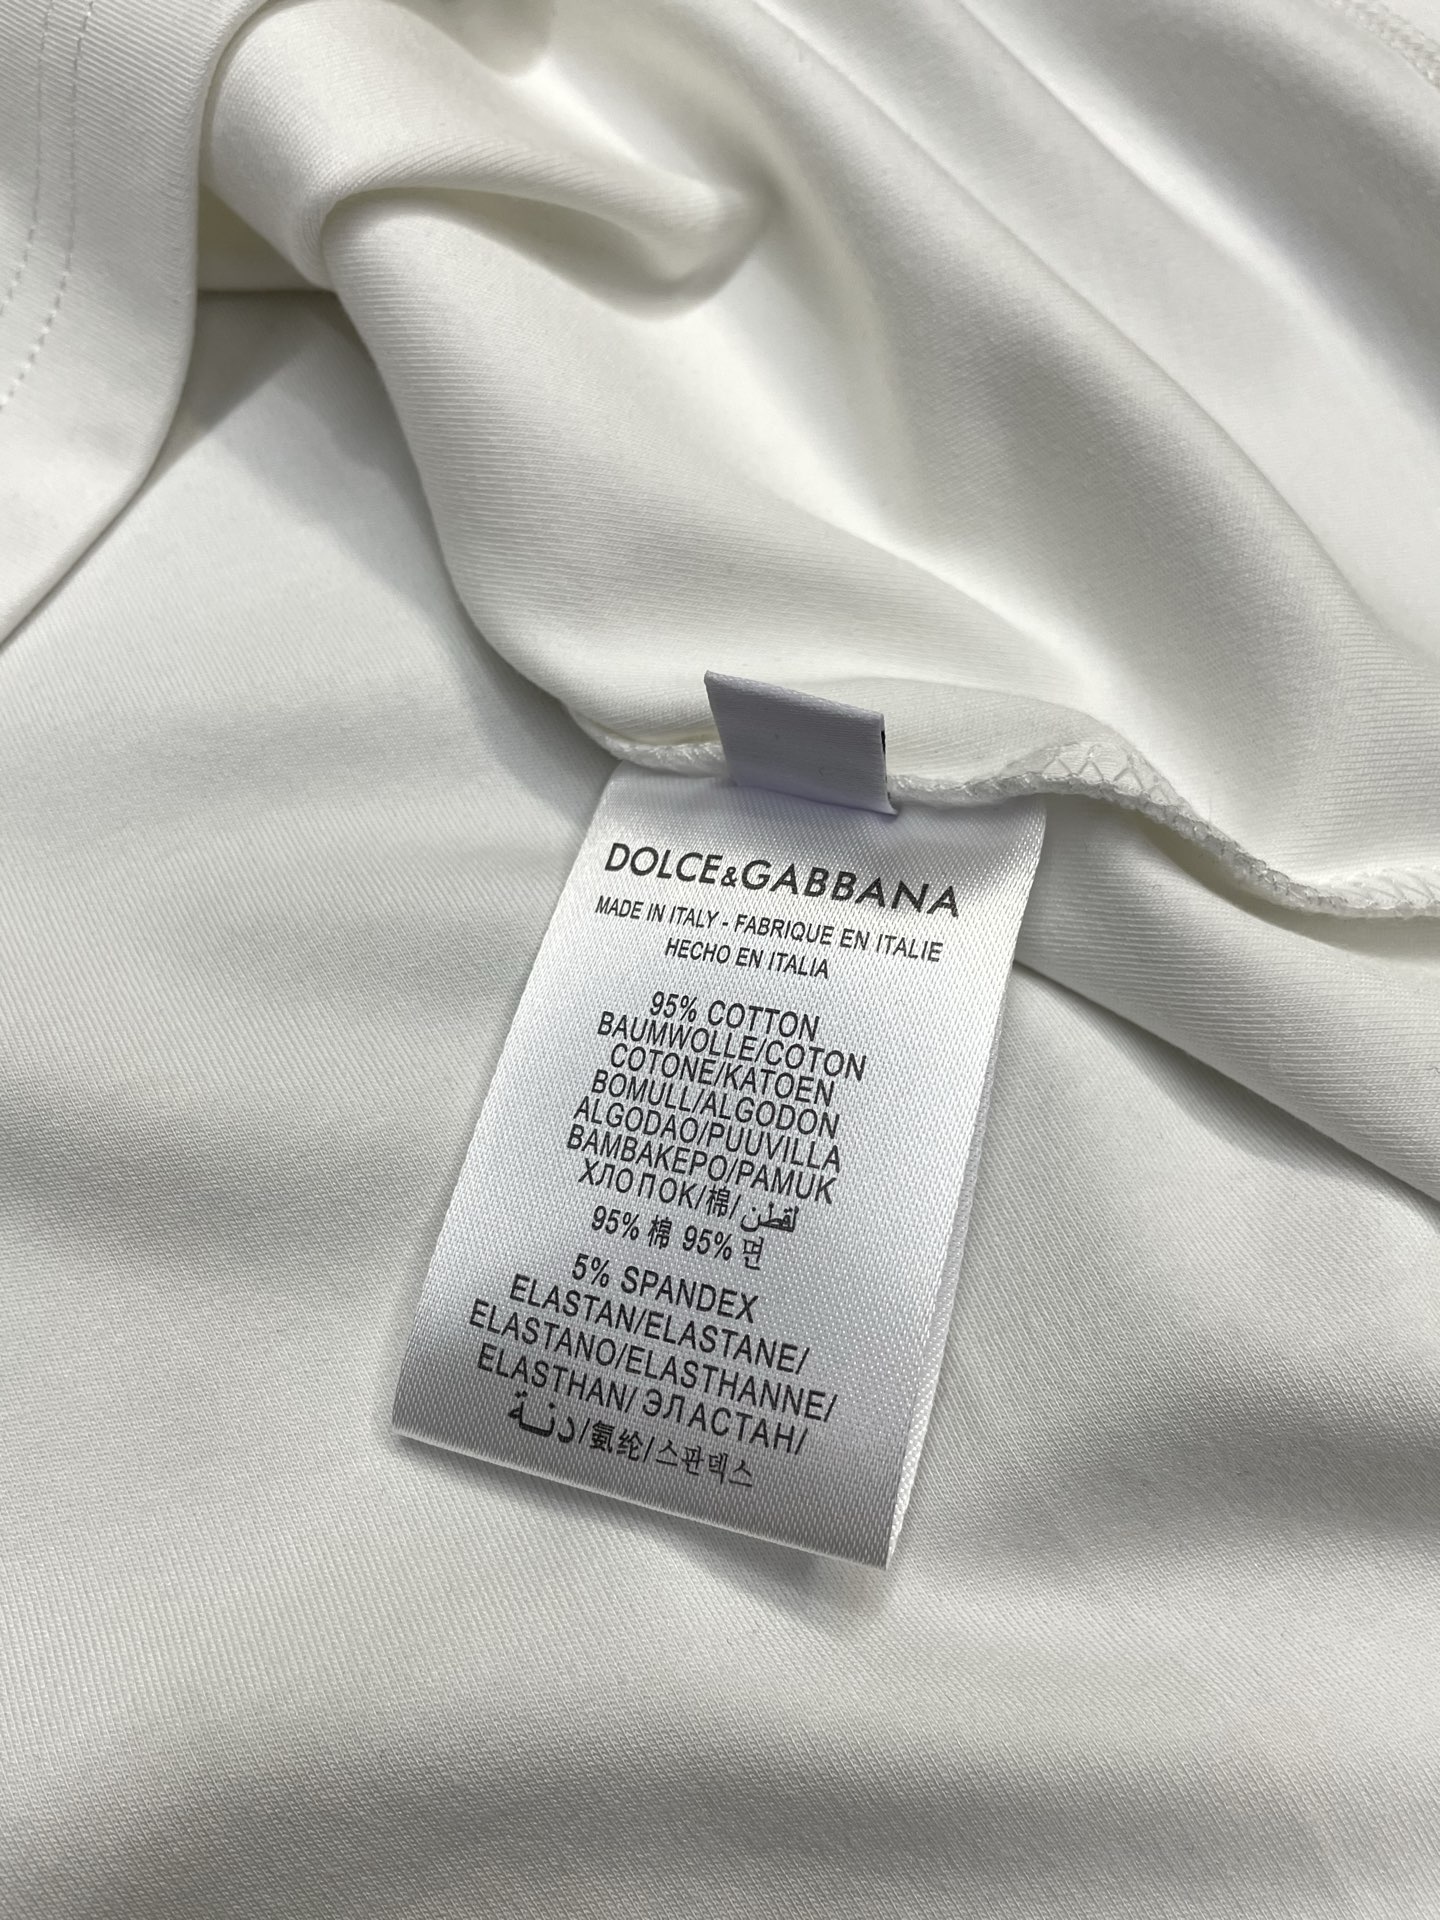 DOLCE&GABBANA
MADE IN ITALY - FABRIQUE EN ITALIE
HECHO EN ITALIA
95% COTTON
BAUMWOLLE/COTON
COTONE/KATOEN
BOMULL/ALGODON
ALGODAO/PUUVILLA
BAMBAKEPO/PAMUK
ХЛОПОК/棉/لقطن
95% 棉 95% 면
5% SPANDEX
ELASTAN/ELASTANE/
ELASTANO/ELASTHANNE/
ELASTHAN/ ЭЛАСТАН/
دنة/氨纶/스판덱스